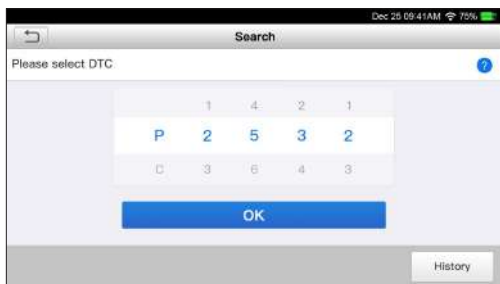 Dec 25 09:41AM 75%
Search
Please select DTC
?
1 4 2 1
P 2 5 3 2
C 3 6 4 3
OK
History